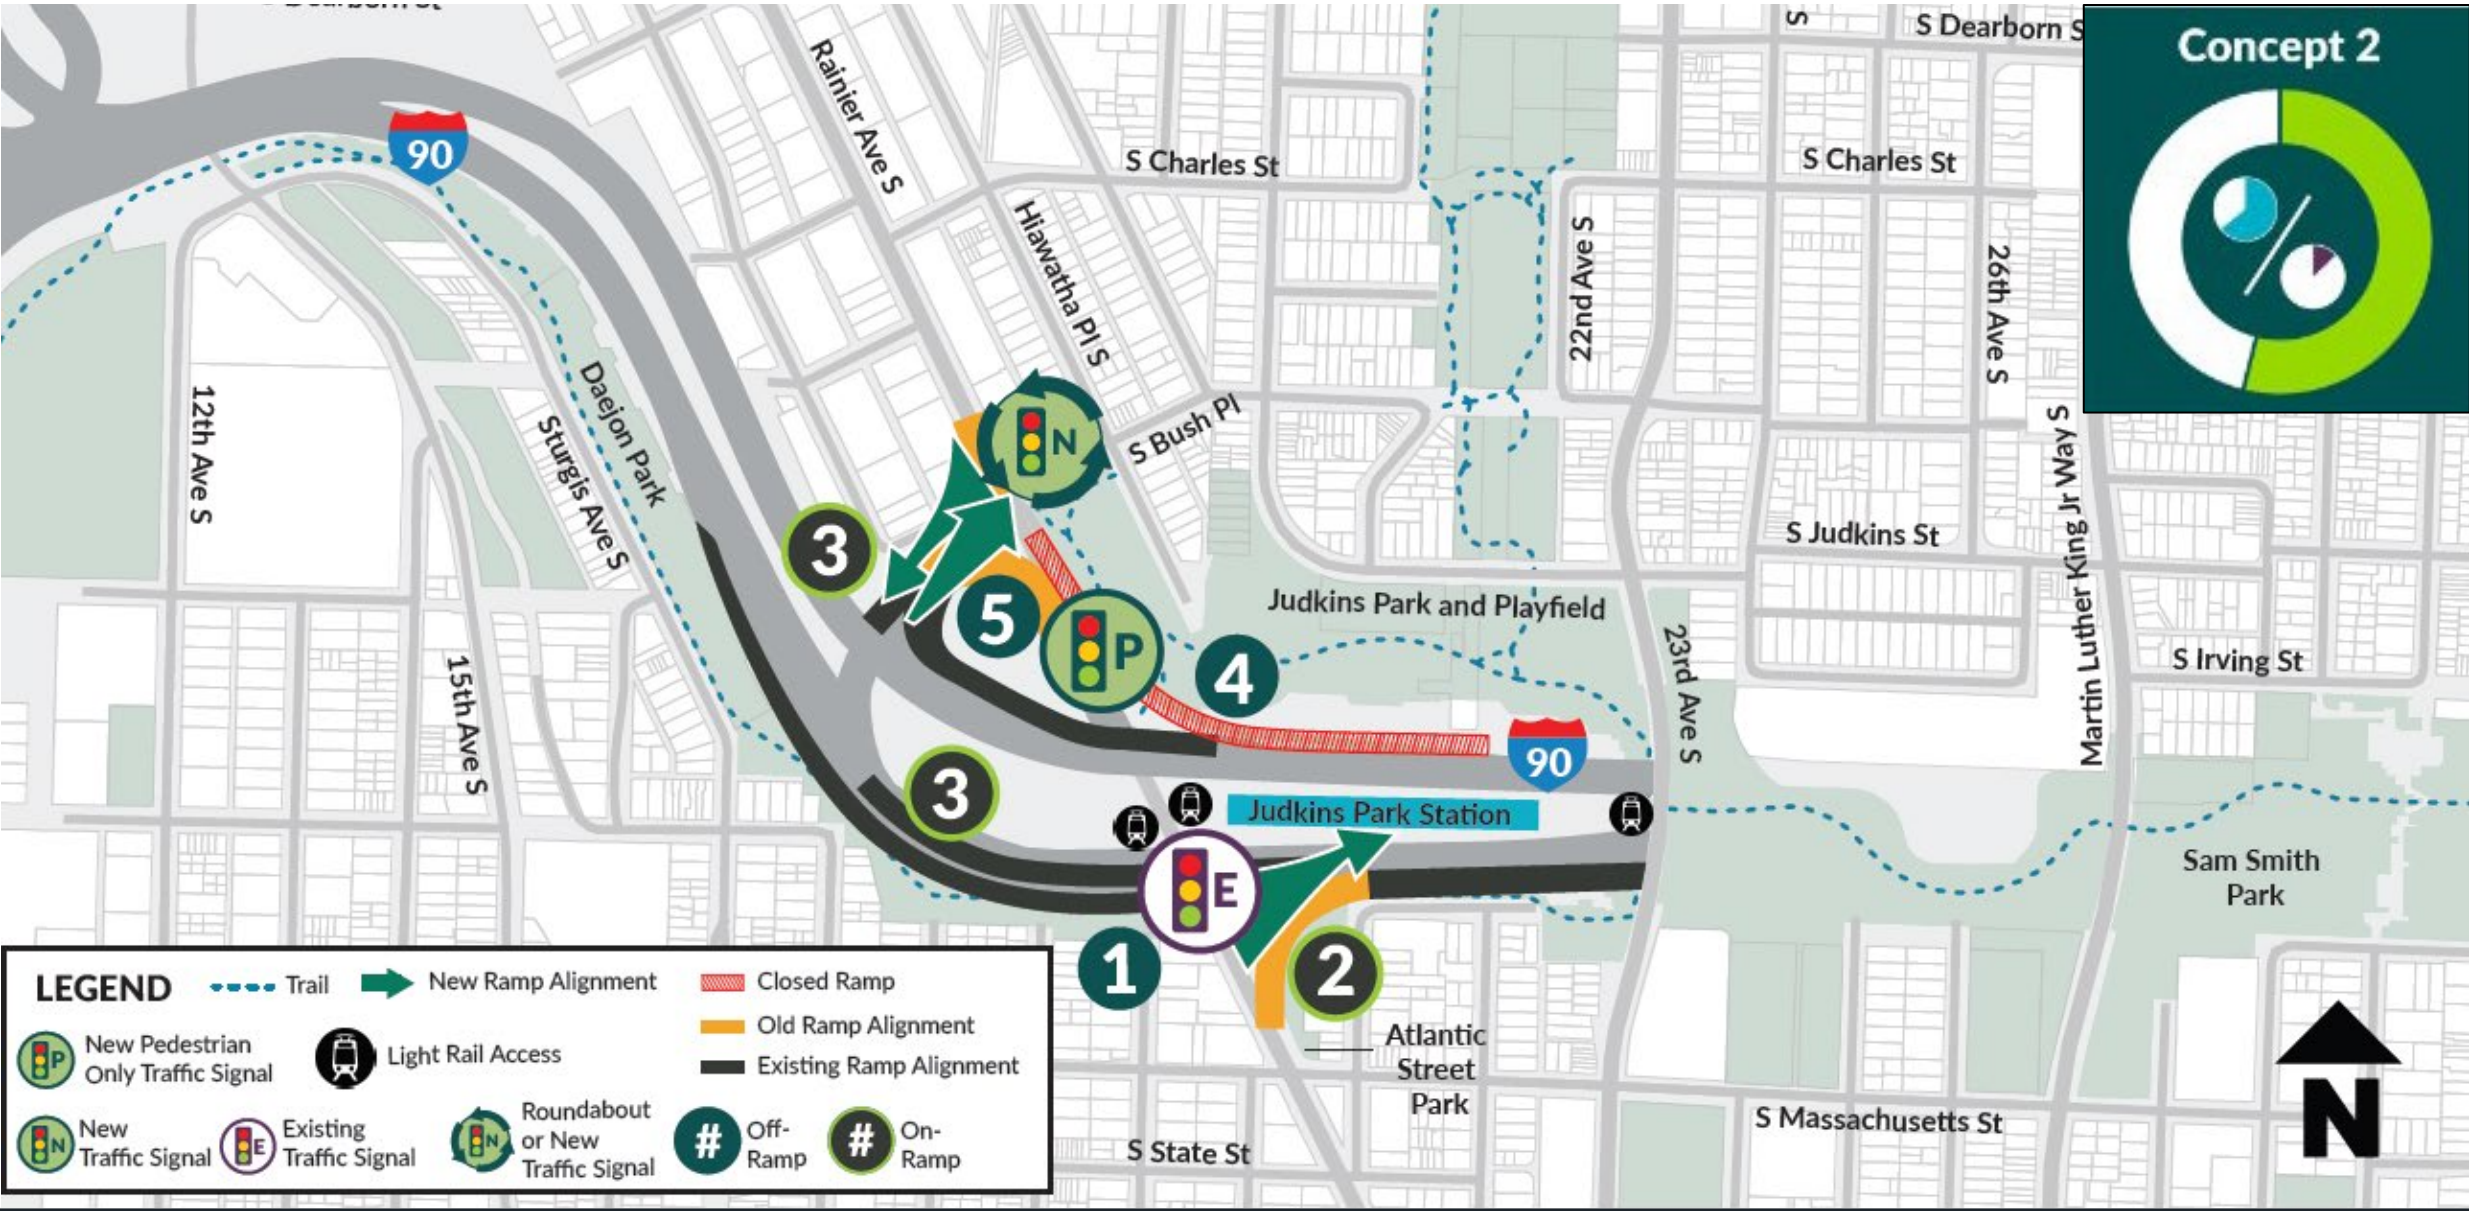 S Dearborn St
S
S Dearborn S
Concept 2
Rainier Ave S
90
S Charles St
S Charles St
Hiawatha Pl S
22nd Ave S
26th Ave S
12th Ave S
Daejon Park
Sturgis Ave S
N
S Bush Pl
Martin Luther King Jr Way S
3
S Judkins St
5
Judkins Park and Playfield
P
4
23rd Ave S
S Irving St
15th Ave S
90
3
Judkins Park Station
E
Sam Smith
Park
1
2
Atlantic
Street
Park
S Massachusetts St
S State St
N
LEGEND
Trail
New Ramp Alignment
Closed Ramp
Old Ramp Alignment
Existing Ramp Alignment
P
New Pedestrian
Only Traffic Signal
Light Rail Access
N
New
Traffic Signal
E
Existing
Traffic Signal
N
Roundabout
or New
Traffic Signal
#
Off-
Ramp
#
On-
Ramp